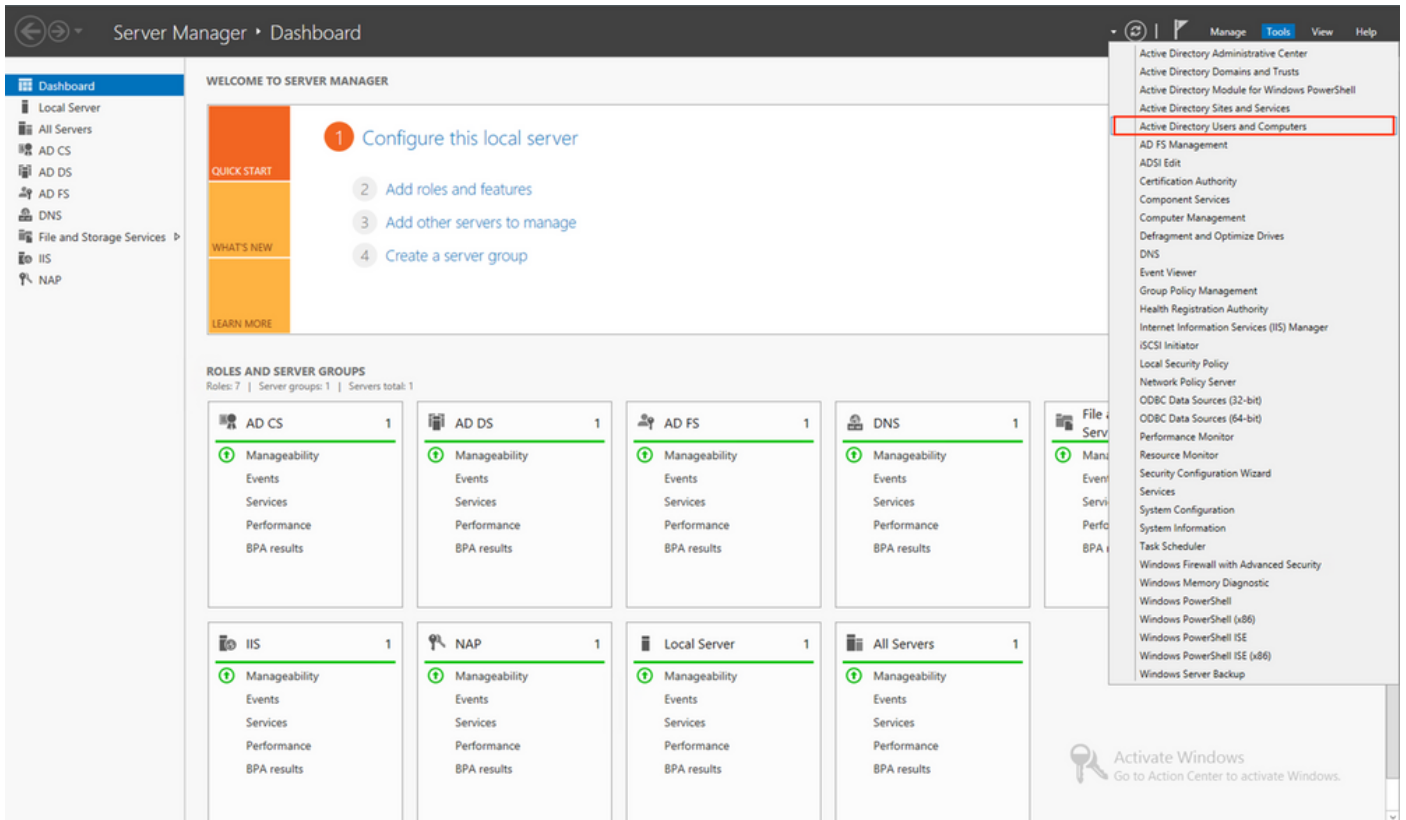 Server Manager • Dashboard
Manage Tools View Help
Dashboard
Local Server
All Servers
AD CS
AD DS
AD FS
DNS
File and Storage Services
IIS
NAP
WELCOME TO SERVER MANAGER
QUICK START
WHAT'S NEW
LEARN MORE
1 Configure this local server
2 Add roles and features
3 Add other servers to manage
4 Create a server group
ROLES AND SERVER GROUPS
Roles: 7 | Server groups: 1 | Servers total: 1
AD CS 1
Manageability
Events
Services
Performance
BPA results
AD DS 1
Manageability
Events
Services
Performance
BPA results
AD FS 1
Manageability
Events
Services
Performance
BPA results
DNS 1
Manageability
Events
Services
Performance
BPA results
File
Serv
Mana
Event
Servi
Perfo
BPA
IIS 1
Manageability
Events
Services
Performance
BPA results
NAP 1
Manageability
Events
Services
Performance
BPA results
Local Server 1
Manageability
Events
Services
Performance
BPA results
All Servers 1
Manageability
Events
Services
Performance
BPA results
Active Directory Administrative Center
Active Directory Domains and Trusts
Active Directory Module for Windows PowerShell
Active Directory Sites and Services
Active Directory Users and Computers
AD FS Management
ADSI Edit
Certification Authority
Component Services
Computer Management
Defragment and Optimize Drives
DNS
Event Viewer
Group Policy Management
Health Registration Authority
Internet Information Services (IIS) Manager
iSCSI Initiator
Local Security Policy
Network Policy Server
ODBC Data Sources (32-bit)
ODBC Data Sources (64-bit)
Performance Monitor
Resource Monitor
Security Configuration Wizard
Services
System Configuration
System Information
Task Scheduler
Windows Firewall with Advanced Security
Windows Memory Diagnostic
Windows PowerShell
Windows PowerShell (x86)
Windows PowerShell ISE
Windows PowerShell ISE (x86)
Windows Server Backup
Activate Windows
Go to Action Center to activate Windows.